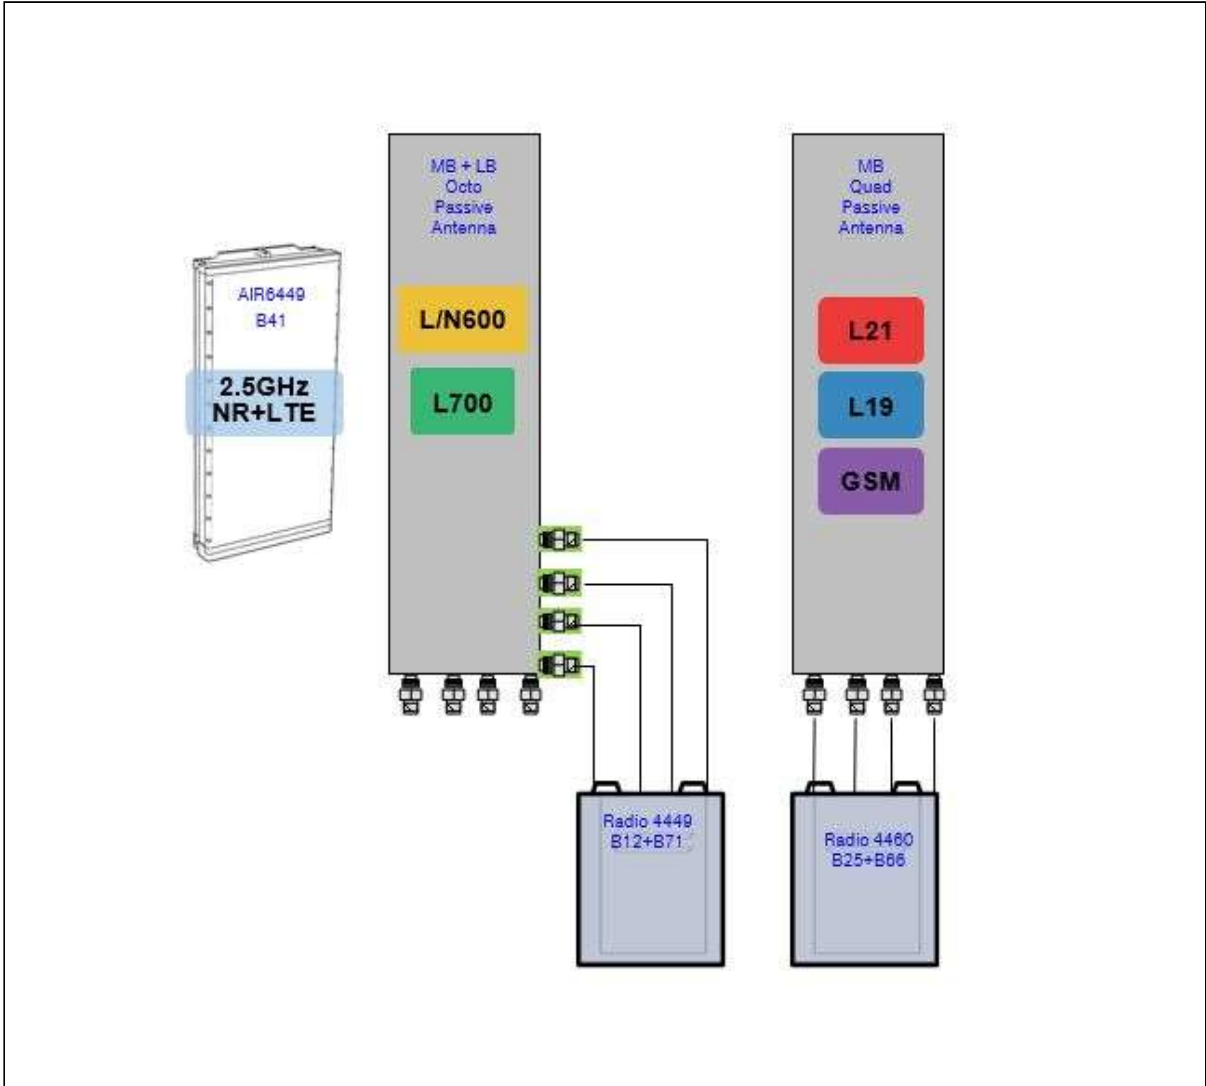 MB + LB
Octo
Passive
Antenna
MB
Quad
Passive
Antenna
AIR6449
B41
L/N600
L21
2.5GHz
NR+LTE
L700
L19
GSM
Radio 4449
B12+B71
Radio 4460
B25+B66